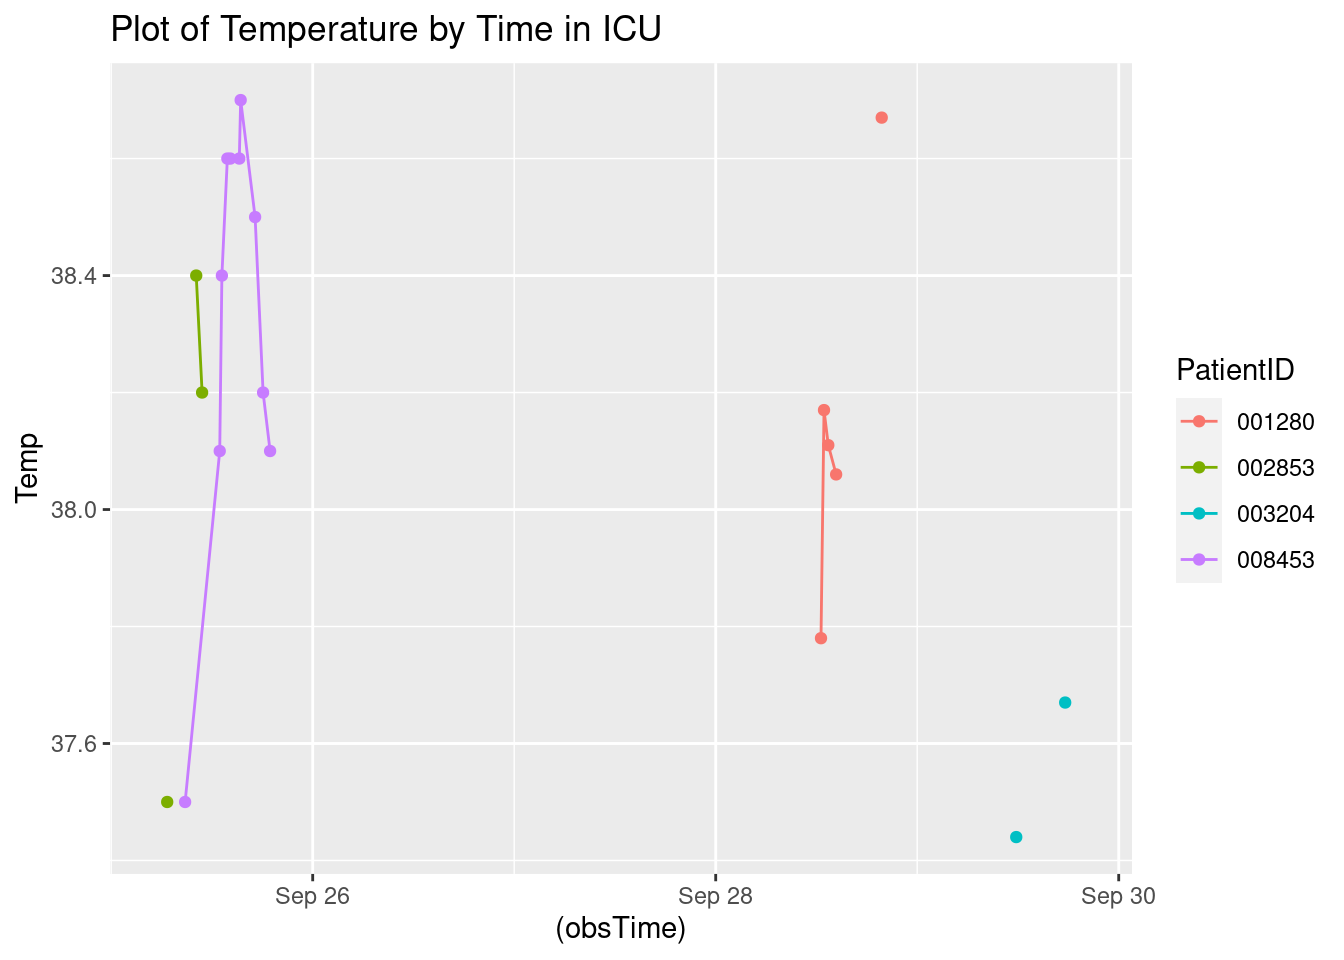 Plot of Temperature by Time in ICU
Temp
38.4
38.0
37.6
Sep 26
Sep 28
Sep 30
(obsTime)
PatientID
001280
002853
003204
008453